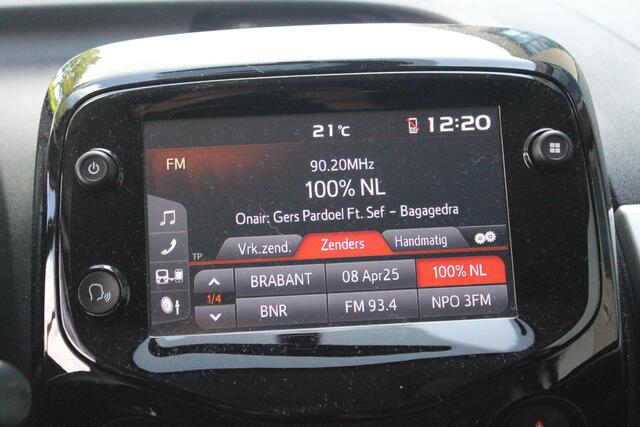 21°c 12:20
FM
90.20MHz
100% NL
Onair: Gers Pardoel Ft. Sef – Bagagedra
TP Vrk.zend. Zenders Handmatig
BRABANT 08 Apr25 100% NL
1/4
BNR FM 93.4 NPO 3FM